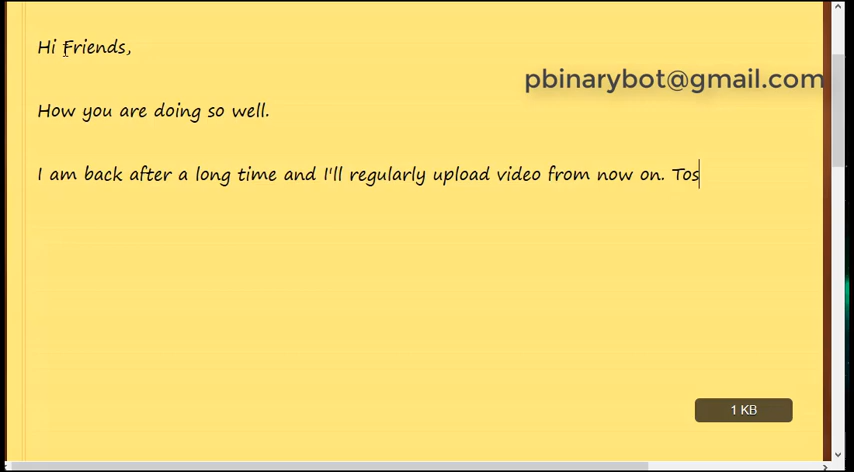 Hi Friends,
pbinarybot@gmail.com
How you are doing so well.
I am back after a long time and I'll regularly upload video from now on. Tos
1 KB